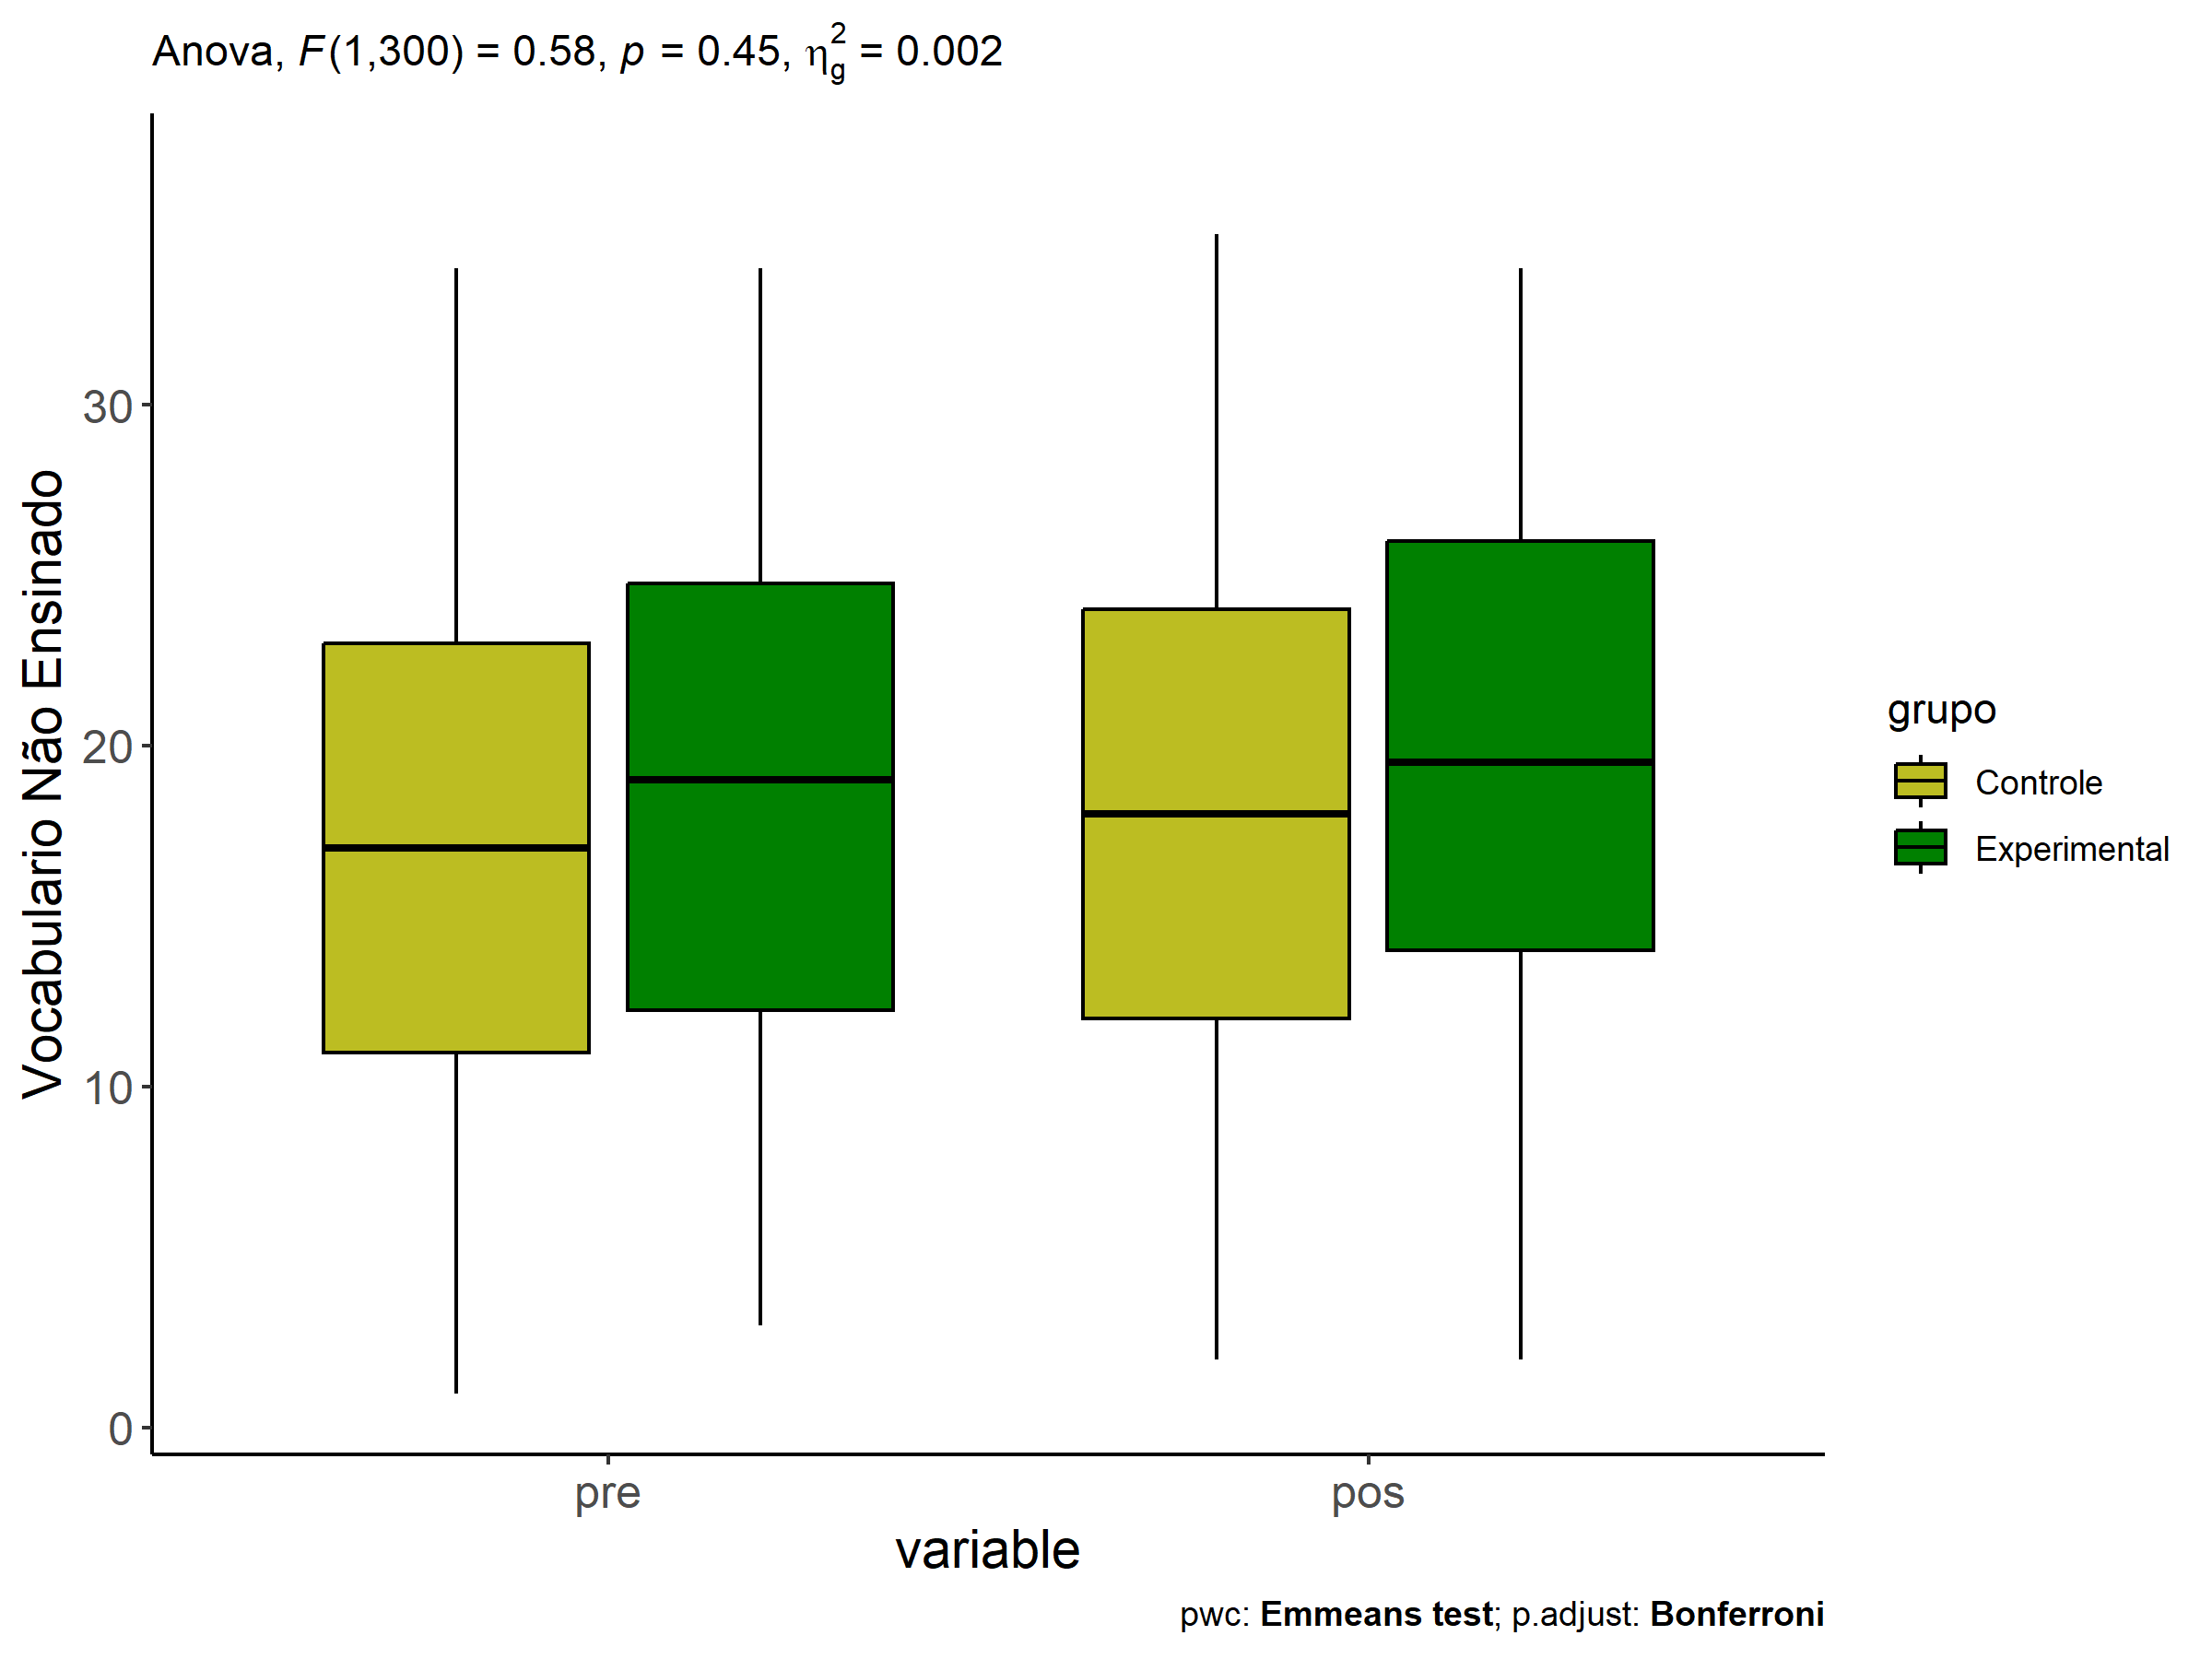 Anova, F(1,300) = 0.58, p = 0.45, η²g = 0.002
Vocabulario Não Ensinado
30
20
10
0
pre
pos
variable
grupo
Controle
Experimental
pwc: Emmeans test; p.adjust: Bonferroni